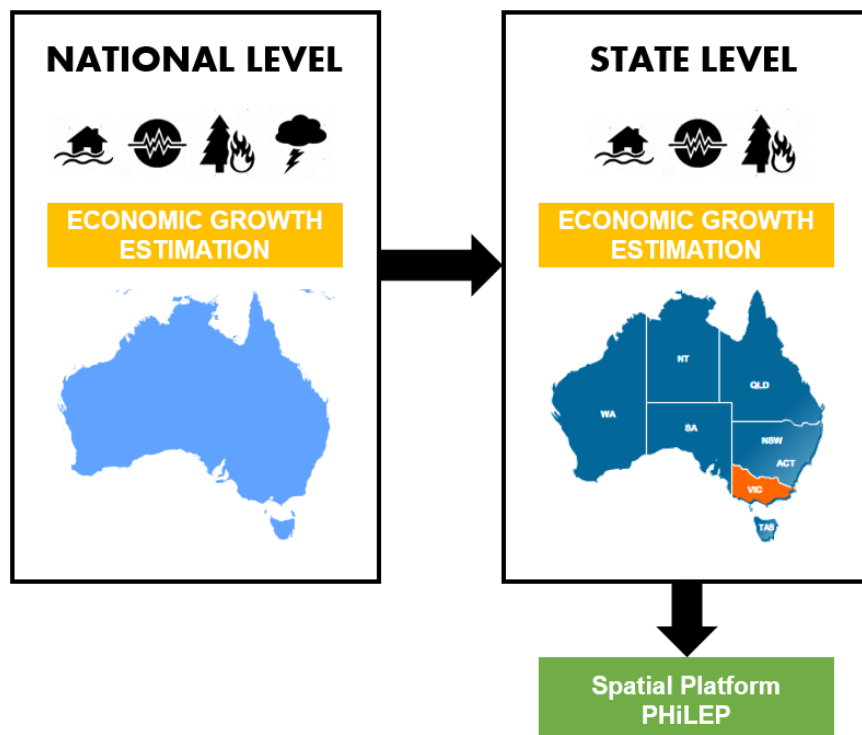 NATIONAL LEVEL
ECONOMIC GROWTH
ESTIMATION
STATE LEVEL
ECONOMIC GROWTH
ESTIMATION
NT
QLD
WA
SA
NSW
ACT
VIC
TAS
Spatial Platform
PHiLEP